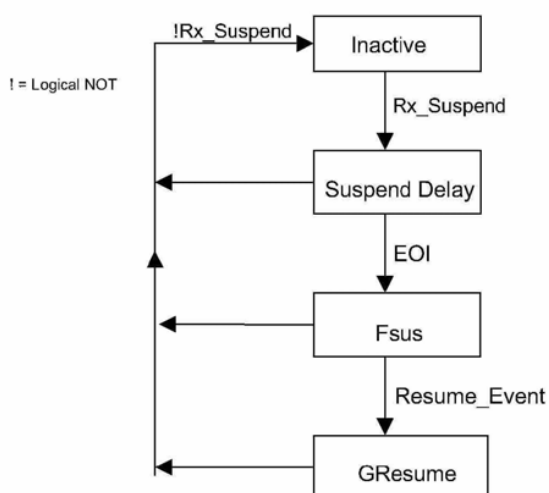 !Rx_Suspend
Inactive
! = Logical NOT
Rx_Suspend
Suspend Delay
EOI
Fsus
Resume_Event
GResume